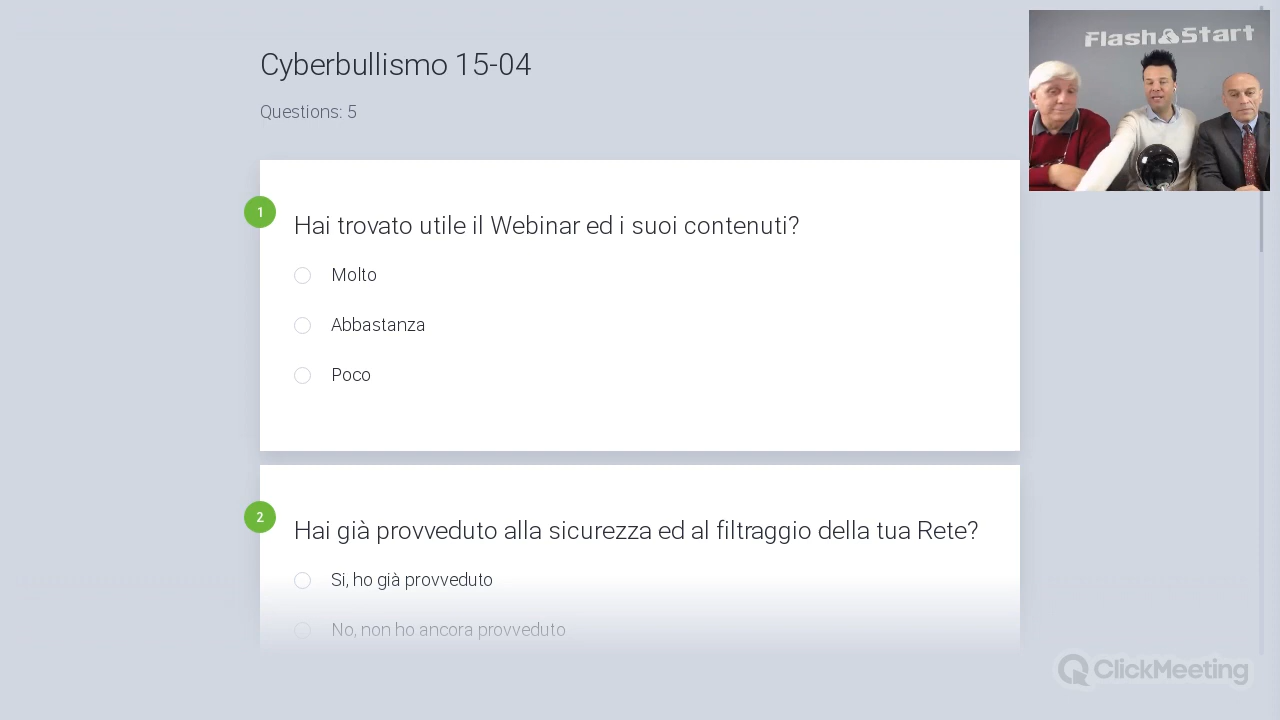 Cyberbullismo 15-04
Questions: 5
Flash&Start
1
Hai trovato utile il Webinar ed i suoi contenuti?
Molto
Abbastanza
Poco
2
Hai già provveduto alla sicurezza ed al filtraggio della tua Rete?
Si, ho già provveduto
No, non ho ancora provveduto
ClickMeeting